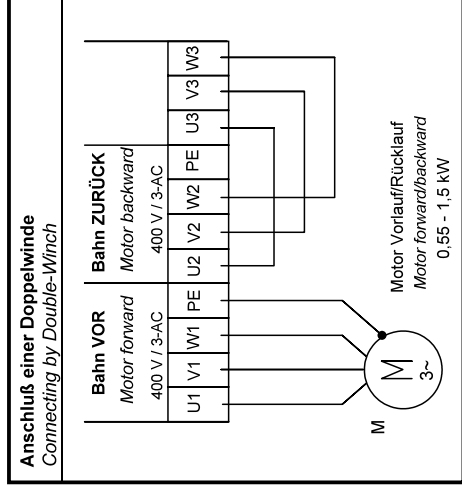 Anschluß einer Doppelwinde
Connecting by Double-Winch
Bahn VOR
Motor forward
400 V / 3-AC
Bahn ZURÜCK
Motor backward
400 V / 3-AC
U1 V1 W1 PE U2 V2 W2 PE U3 V3 W3
M
M
3~
Motor Vorlauf/Rücklauf
Motor forward/backward
0,55 - 1,5 kW